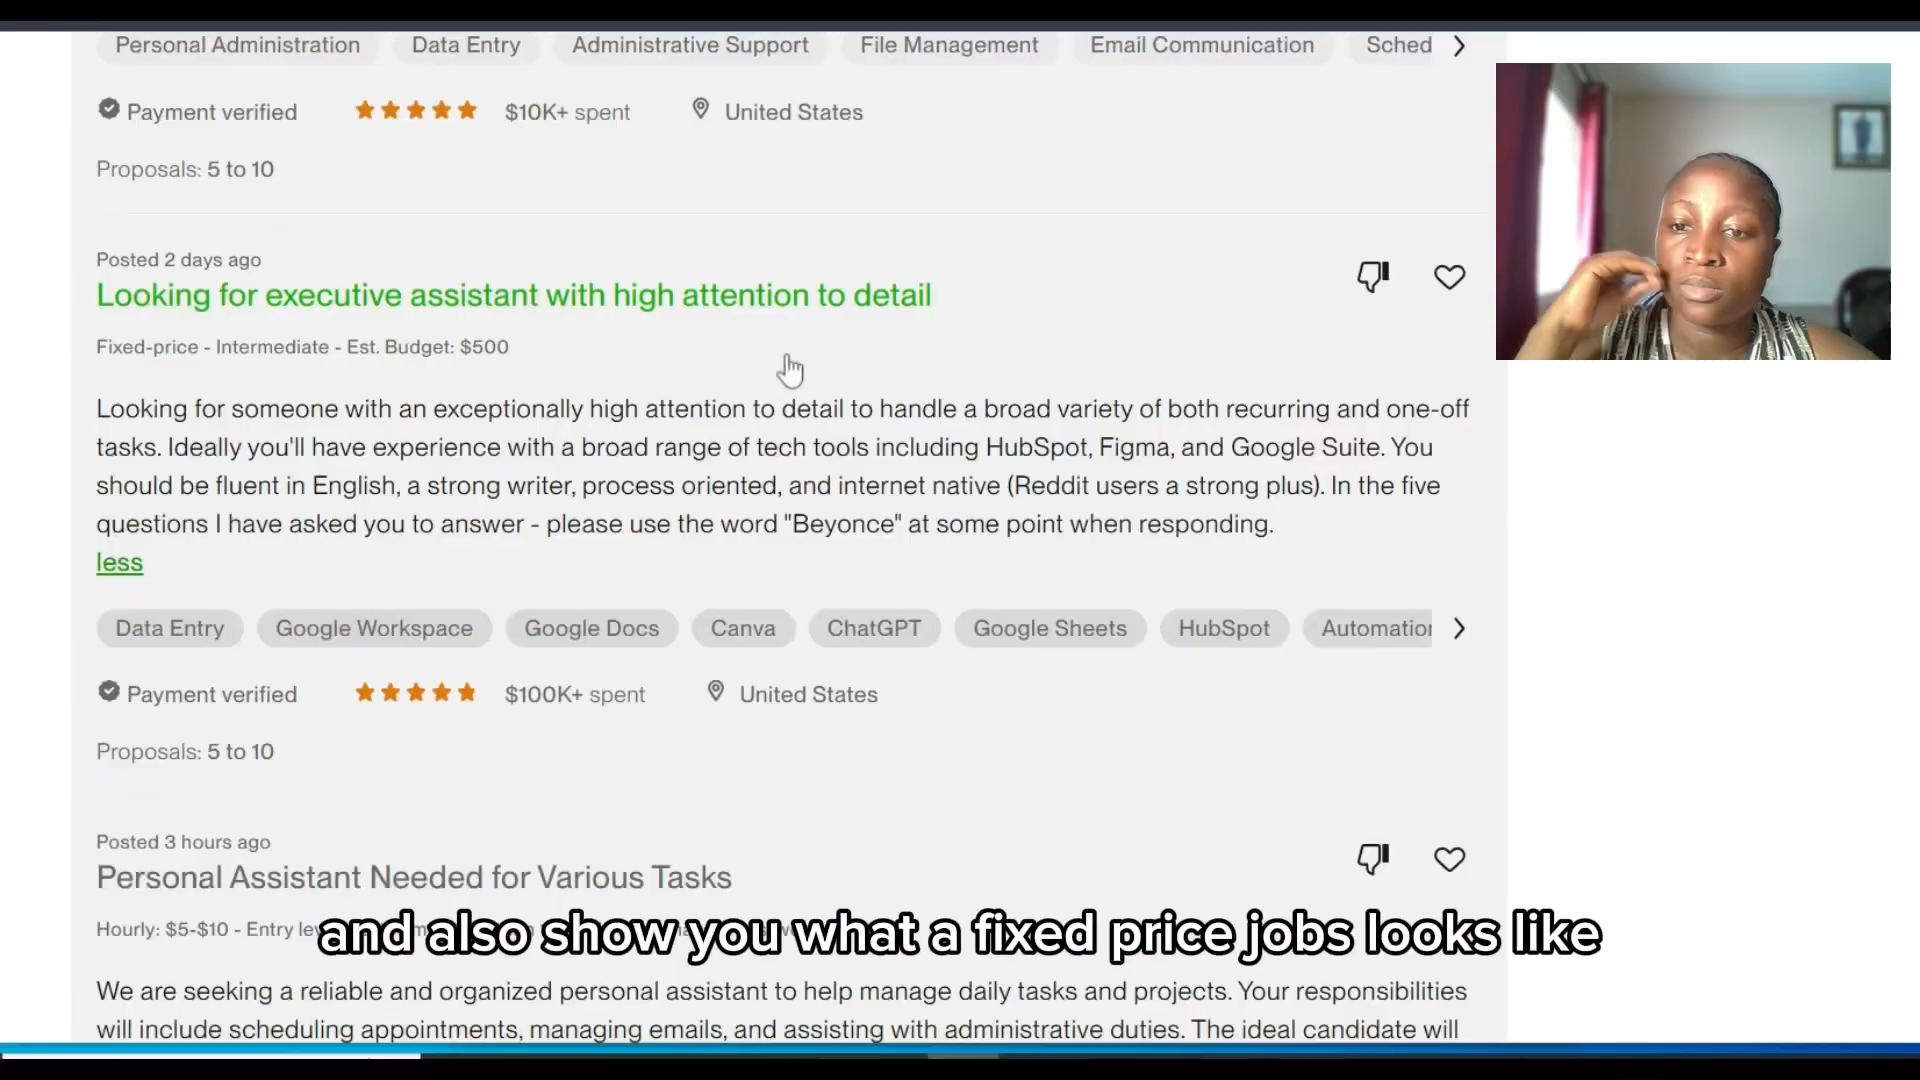 Personal Administration Data Entry Administrative Support File Management Email Communication Sched
Payment verified $10K+ spent United States
Proposals: 5 to 10
Posted 2 days ago
Looking for executive assistant with high attention to detail
Fixed-price - Intermediate - Est. Budget: $500
Looking for someone with an exceptionally high attention to detail to handle a broad variety of both recurring and one-off
tasks. Ideally you'll have experience with a broad range of tech tools including HubSpot, Figma, and Google Suite. You
should be fluent in English, a strong writer, process oriented, and internet native (Reddit users a strong plus). In the five
questions I have asked you to answer - please use the word "Beyonce" at some point when responding.
less
Data Entry Google Workspace Google Docs Canva ChatGPT Google Sheets HubSpot Automation
Payment verified $100K+ spent United States
Proposals: 5 to 10
Posted 3 hours ago
Personal Assistant Needed for Various Tasks
Hourly: $5-$10 - Entry
and also show you what a fixed price jobs looks like
We are seeking a reliable and organized personal assistant to help manage daily tasks and projects. Your responsibilities
will include scheduling appointments, managing emails, and assisting with administrative duties. The ideal candidate will